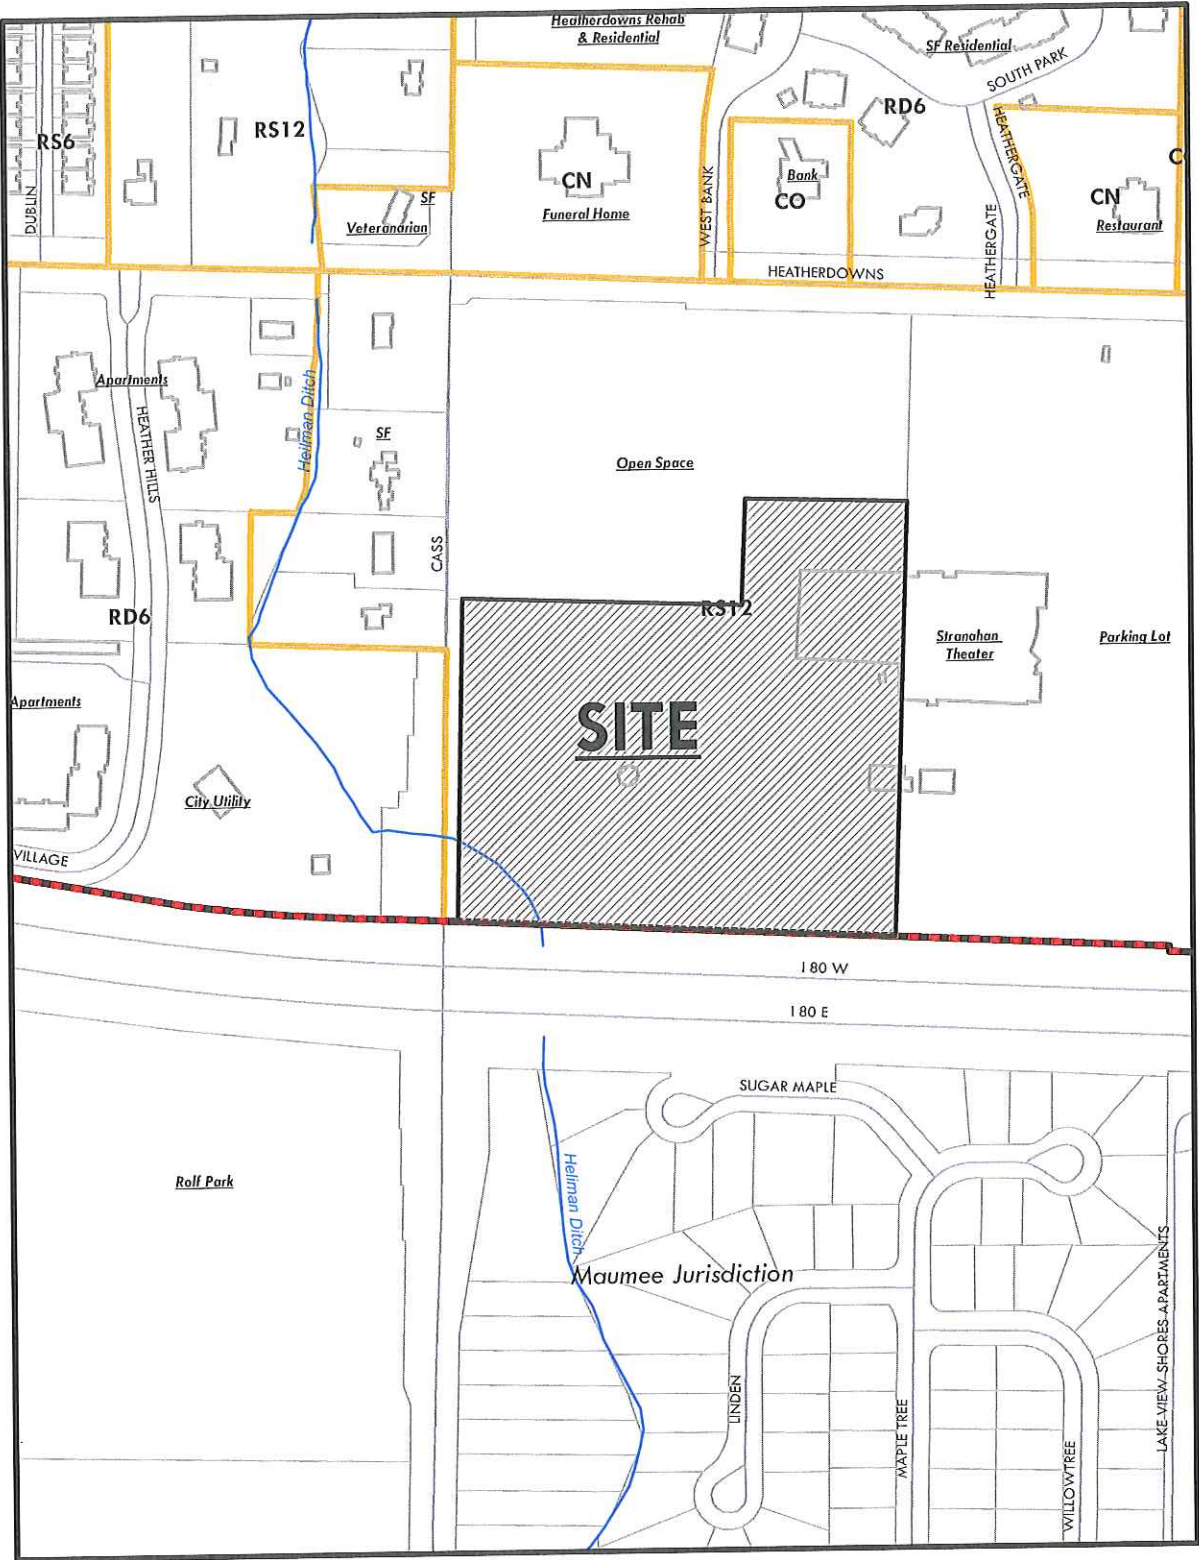 Heatherdowns Rehab
& Residential
SF Residential
SOUTH PARK
RS6
RS12
RD6
HEATHERGATE
DUBLIN
CN
Funeral Home
SF
Veteranarian
WEST BANK
Bank
CO
CN
Restaurant
HEATHERGATE
HEATHERDOWNS
Apartments
HEATHER HILLS
Heilman Ditch
SF
Open Space
CASS
RD6
RS12
Stranahan
Theater
Parking Lot
Apartments
SITE
City Utility
VILLAGE
I 80 W
I 80 E
SUGAR MAPLE
Rolf Park
Heliman Ditch
Maumee Jurisdiction
LINDEN
MAPLE TREE
WILLOWTREE
LAKE VIEW SHORES APARTMENTS